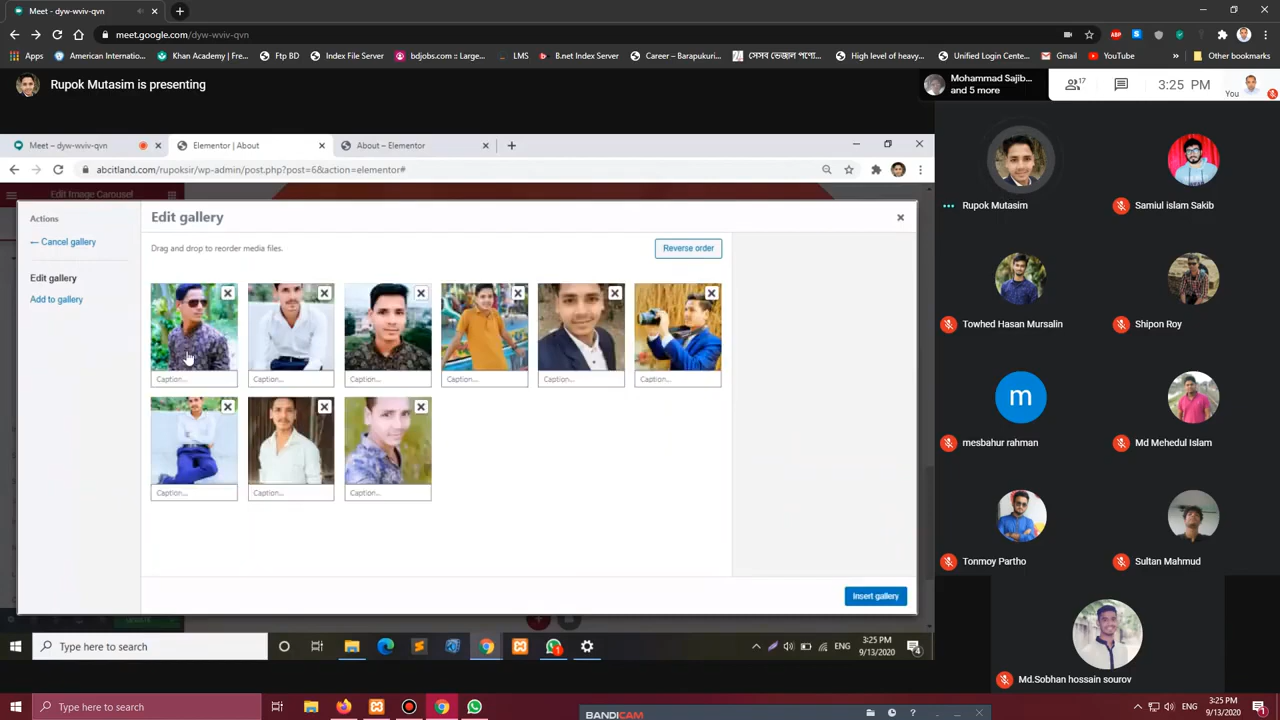 Meet - dyw-wviv-qvn
meet.google.com/dyw-wviv-qvn
Apps
American Internatio...
Khan Academy | Fre...
Ftp BD
Index File Server
bdjobs.com :: Large...
LMS
B.net Index Server
Career – Barapukuri...
সেসব ভেজাল পণ্যে...
High level of heavy...
Unified Login Cente...
Gmail
YouTube
»
Other bookmarks
Rupok Mutasim is presenting
Mohammad Sajib...
and 5 more
17
3:25 PM
You
Meet – dyw-wviv-qvn
Elementor | About
About – Elementor
abcitland.com/rupoksir/wp-admin/post.php?post=6&action=elementor#
Edit Image Carousel
Actions
← Cancel gallery
Edit gallery
Add to gallery
Edit gallery
Drag and drop to reorder media files.
Reverse order
Caption...
Caption...
Caption...
Caption...
Caption...
Caption...
Caption...
Caption...
Caption...
Insert gallery
UPDATE
Type here to search
ENG
3:25 PM
9/13/2020
4
Rupok Mutasim
Samiul islam Sakib
Towhed Hasan Mursalin
Shipon Roy
m
mesbahur rahman
Md Mehedul Islam
Tonmoy Partho
Sultan Mahmud
Md.Sobhan hossain sourov
Type here to search
BANDICAM
ENG
3:25 PM
9/13/2020